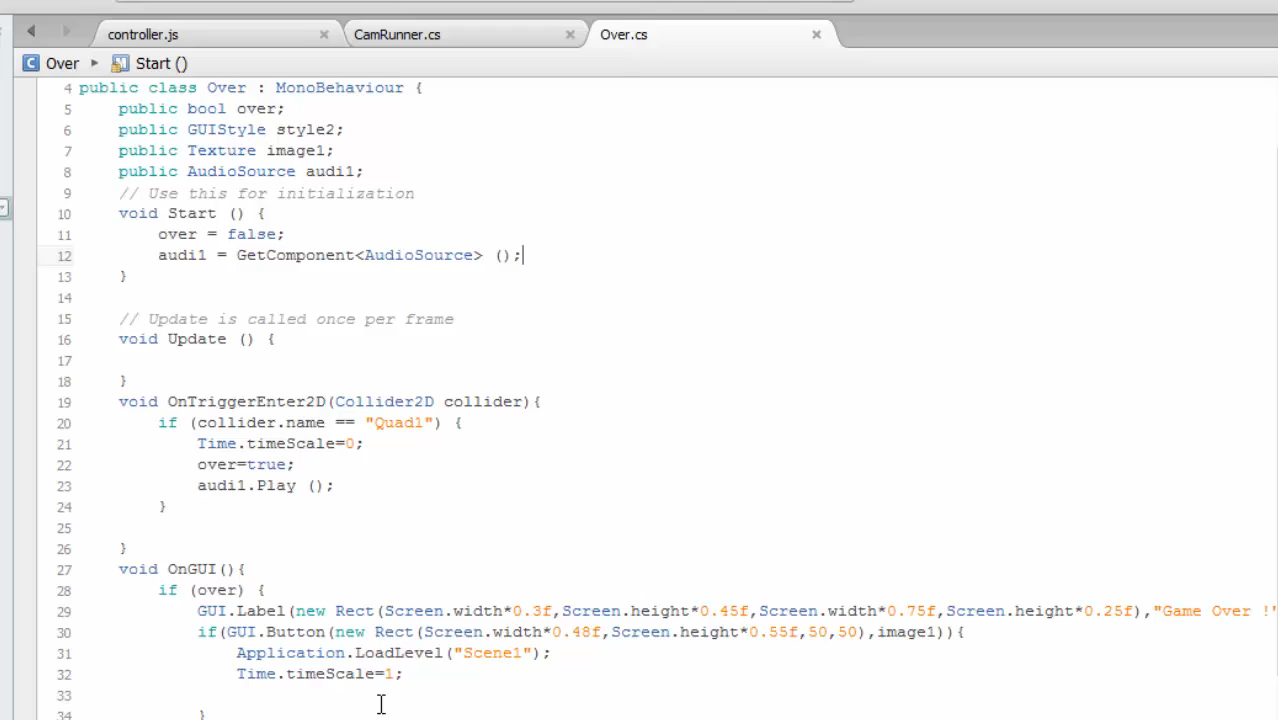 controller.js CamRunner.cs Over.cs
Over Start ()
4 public class Over : MonoBehaviour {
5 public bool over;
6 public GUIStyle style2;
7 public Texture image1;
8 public AudioSource audi1;
9 // Use this for initialization
10 void Start () {
11 over = false;
12 audi1 = GetComponent<AudioSource> ();
13 }
14
15 // Update is called once per frame
16 void Update () {
17
18 }
19 void OnTriggerEnter2D(Collider2D collider){
20 if (collider.name == "Quad1") {
21 Time.timeScale=0;
22 over=true;
23 audi1.Play ();
24 }
25
26 }
27 void OnGUI(){
28 if (over) {
29 GUI.Label(new Rect(Screen.width*0.3f,Screen.height*0.45f,Screen.width*0.75f,Screen.height*0.25f),"Game Over !"
30 if(GUI.Button(new Rect(Screen.width*0.48f,Screen.height*0.55f,50,50),image1)){
31 Application.LoadLevel("Scene1");
32 Time.timeScale=1;
33
34 }